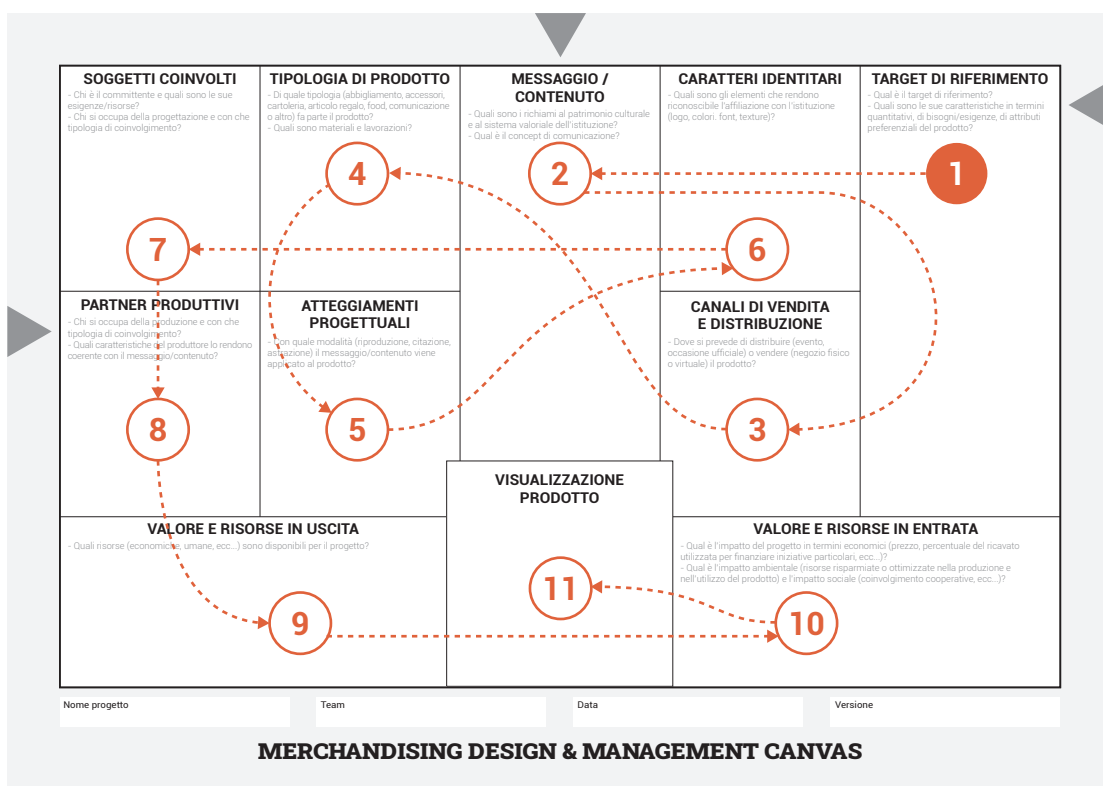 SOGGETTI COINVOLTI
- Chi è il committente e quali sono le sue
esigenze/risorse?
- Chi si occupa della progettazione e con che
tipologia di coinvolgimento?
7
TIPOLOGIA DI PRODOTTO
- Di quale tipologia (abbigliamento, accessori,
cartoleria, articolo regalo, food, comunicazione
o altro) fa parte il prodotto?
- Quali sono materiali e lavorazioni?
4
MESSAGGIO /
CONTENUTO
- Quali sono i richiami al patrimonio culturale
e al sistema valoriale dell'istituzione?
- Qual è il concept di comunicazione?
2
CARATTERI IDENTITARI
- Quali sono gli elementi che rendono
riconoscibile l'affiliazione con l'istituzione
(logo, colori. font, texture)?
6
TARGET DI RIFERIMENTO
- Qual è il target di riferimento?
- Quali sono le sue caratteristiche in termini
quantitativi, di bisogni/esigenze, di attributi
preferenziali del prodotto?
1
PARTNER PRODUTTIVI
- Chi si occupa della produzione e con che
tipologia di coinvolgimento?
- Quali caratteristiche del produttore lo rendono
coerente con il messaggio/contenuto?
8
ATTEGGIAMENTI
PROGETTUALI
- Con quale modalità (riproduzione, citazione,
astrazione) il messaggio/contenuto viene
applicato al prodotto?
5
CANALI DI VENDITA
E DISTRIBUZIONE
- Dove si prevede di distribuire (evento,
occasione ufficiale) o vendere (negozio fisico
o virtuale) il prodotto?
3
VALORE E RISORSE IN USCITA
- Quali risorse (economiche, umane, ecc...) sono disponibili per il progetto?
9
VISUALIZZAZIONE
PRODOTTO
11
VALORE E RISORSE IN ENTRATA
- Qual è l'impatto del progetto in termini economici (prezzo, percentuale del ricavato
utilizzata per finanziare iniziative particolari, ecc...)?
- Qual è l'impatto ambientale (risorse risparmiate o ottimizzate nella produzione e
nell'utilizzo del prodotto) e l'impatto sociale (coinvolgimento cooperative, ecc...)?
10
Nome progetto
Team
Data
Versione
MERCHANDISING DESIGN & MANAGEMENT CANVAS